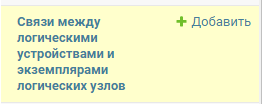 Связи между
логическими
устройствами и
экземплярами
логических узлов
Добавить